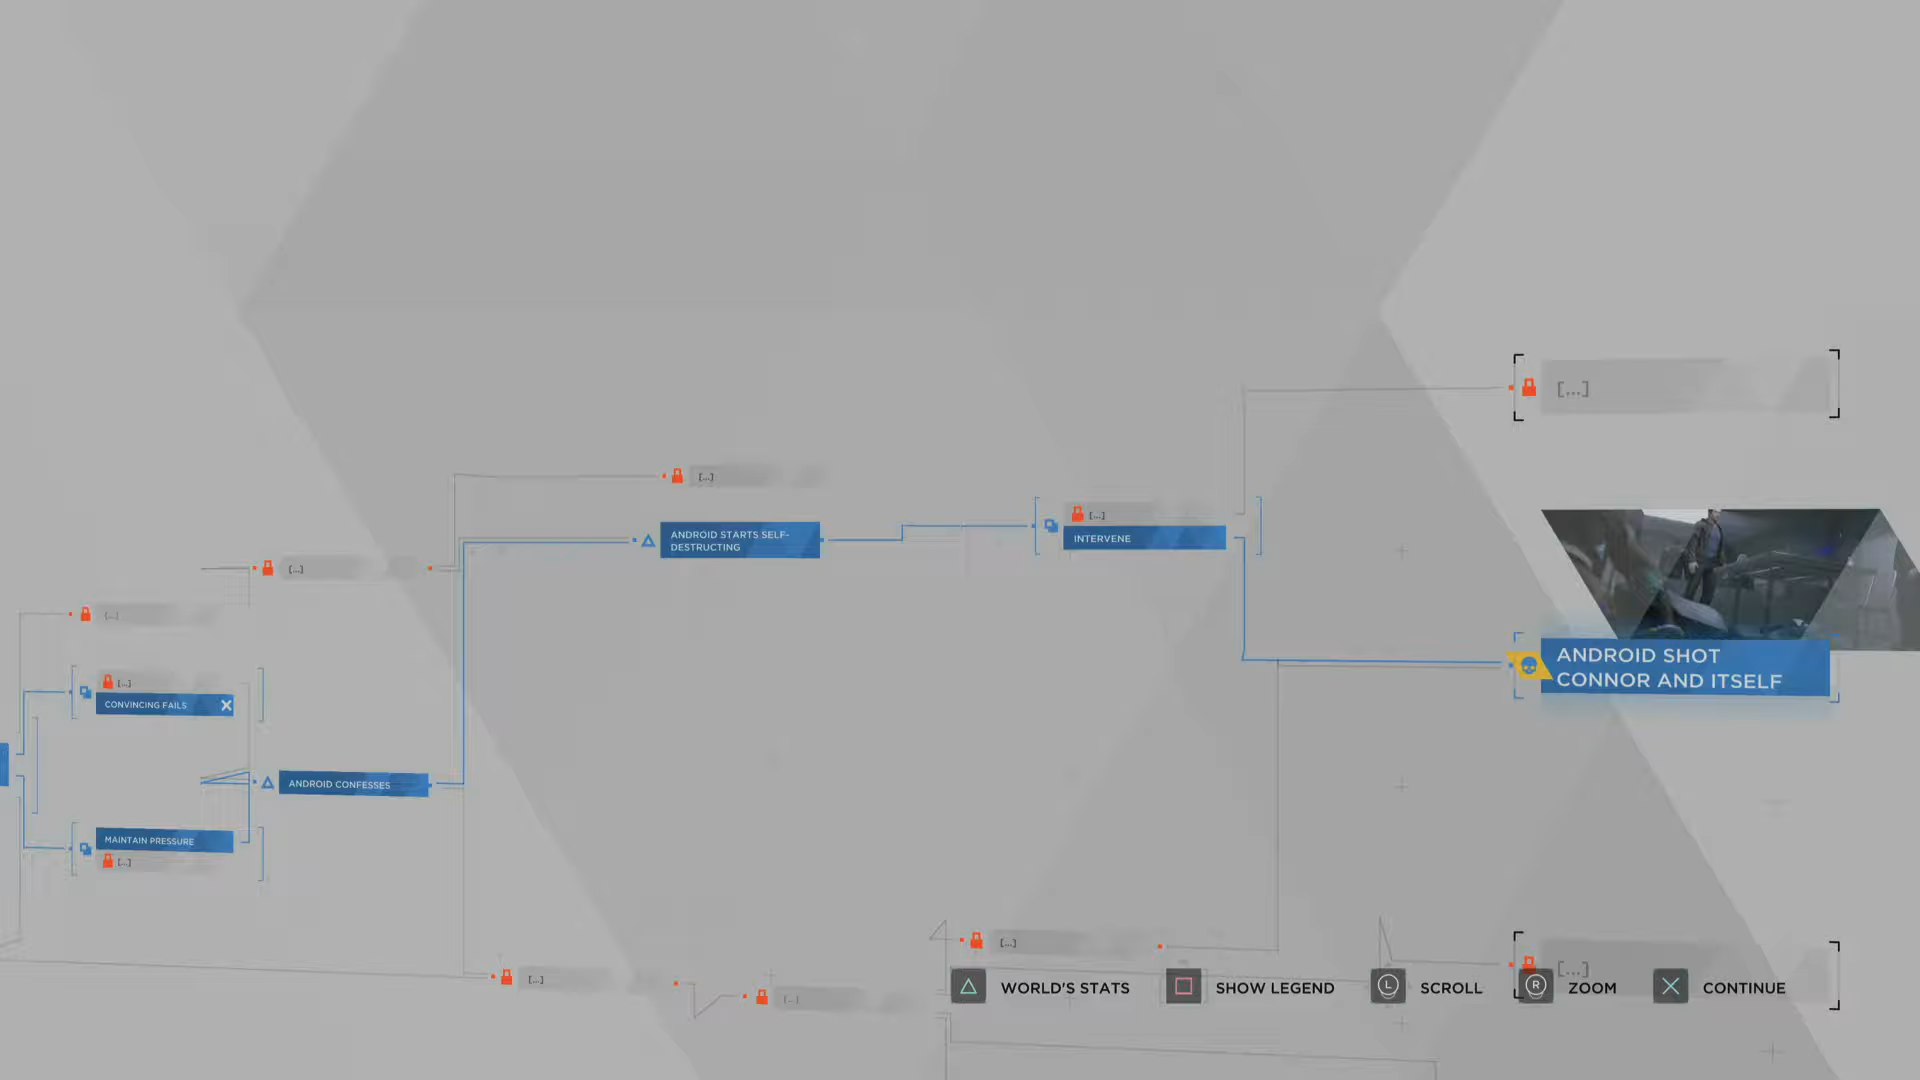 [...]
[...]
[...]
ANDROID STARTS SELF-
DESTRUCTING
INTERVENE
[...]
[...]
[...]
CONVINCING FAILS
ANDROID SHOT
CONNOR AND ITSELF
ANDROID CONFESSES
MAINTAIN PRESSURE
[...]
[...]
[...]
[...]
[...]
L
R
WORLD'S STATS
SHOW LEGEND
SCROLL
ZOOM
CONTINUE